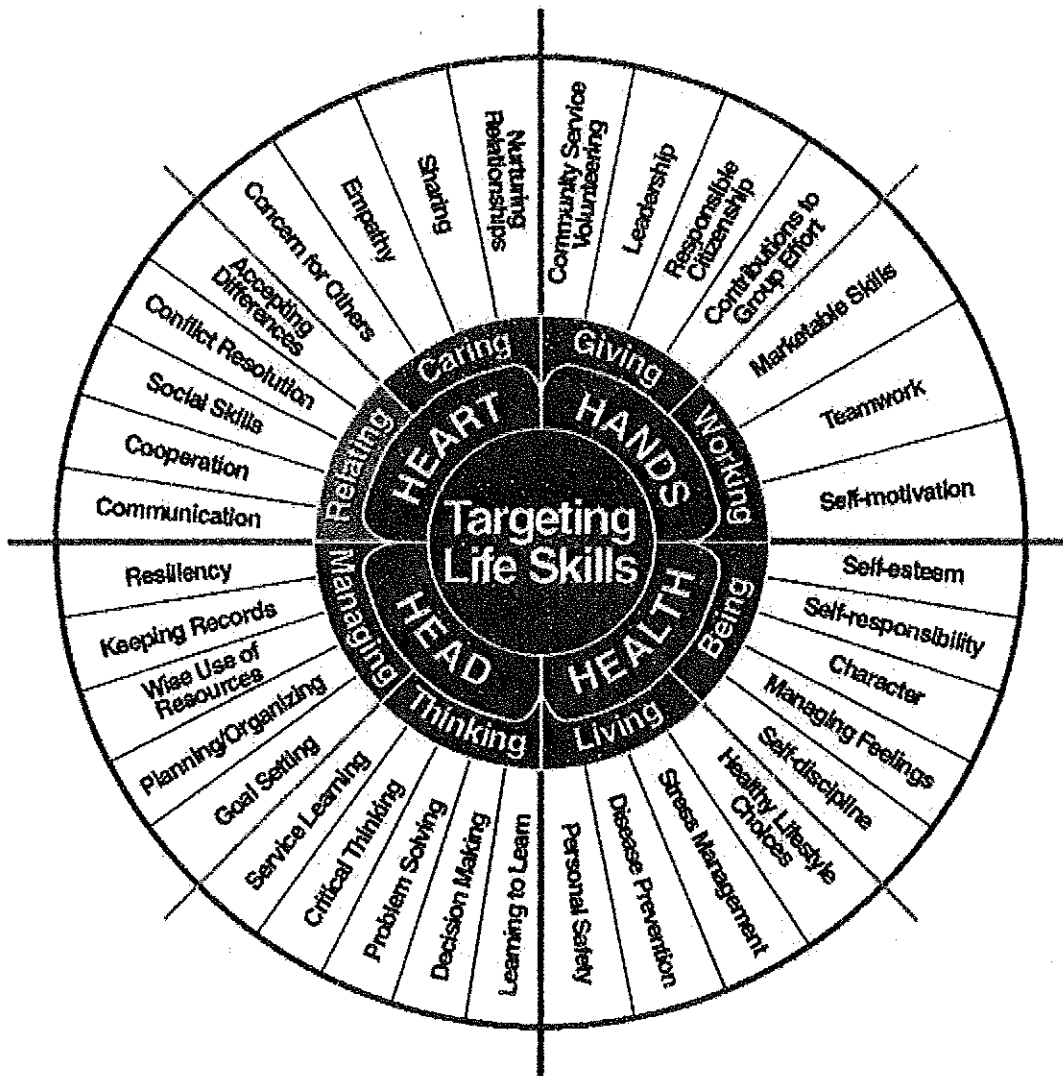 Targeting
Life Skills
HEART
HANDS
HEALTH
HEAD
Caring
Giving
Working
Being
Living
Thinking
Managing
Relating
Nurturing
Relationships
Sharing
Empathy
Concern for Others
Accepting
Differences
Conflict Resolution
Social Skills
Cooperation
Communication
Community Service
Volunteering
Leadership
Responsible
Citizenship
Contributions to
Group Effort
Marketable Skills
Teamwork
Self-motivation
Self-esteem
Self-responsibility
Character
Managing Feelings
Self-discipline
Healthy Lifestyle
Choices
Stress Management
Disease Prevention
Personal Safety
Learning to Learn
Decision Making
Problem Solving
Critical Thinking
Service Learning
Goal Setting
Planning/Organizing
Wise Use of
Resources
Keeping Records
Resiliency